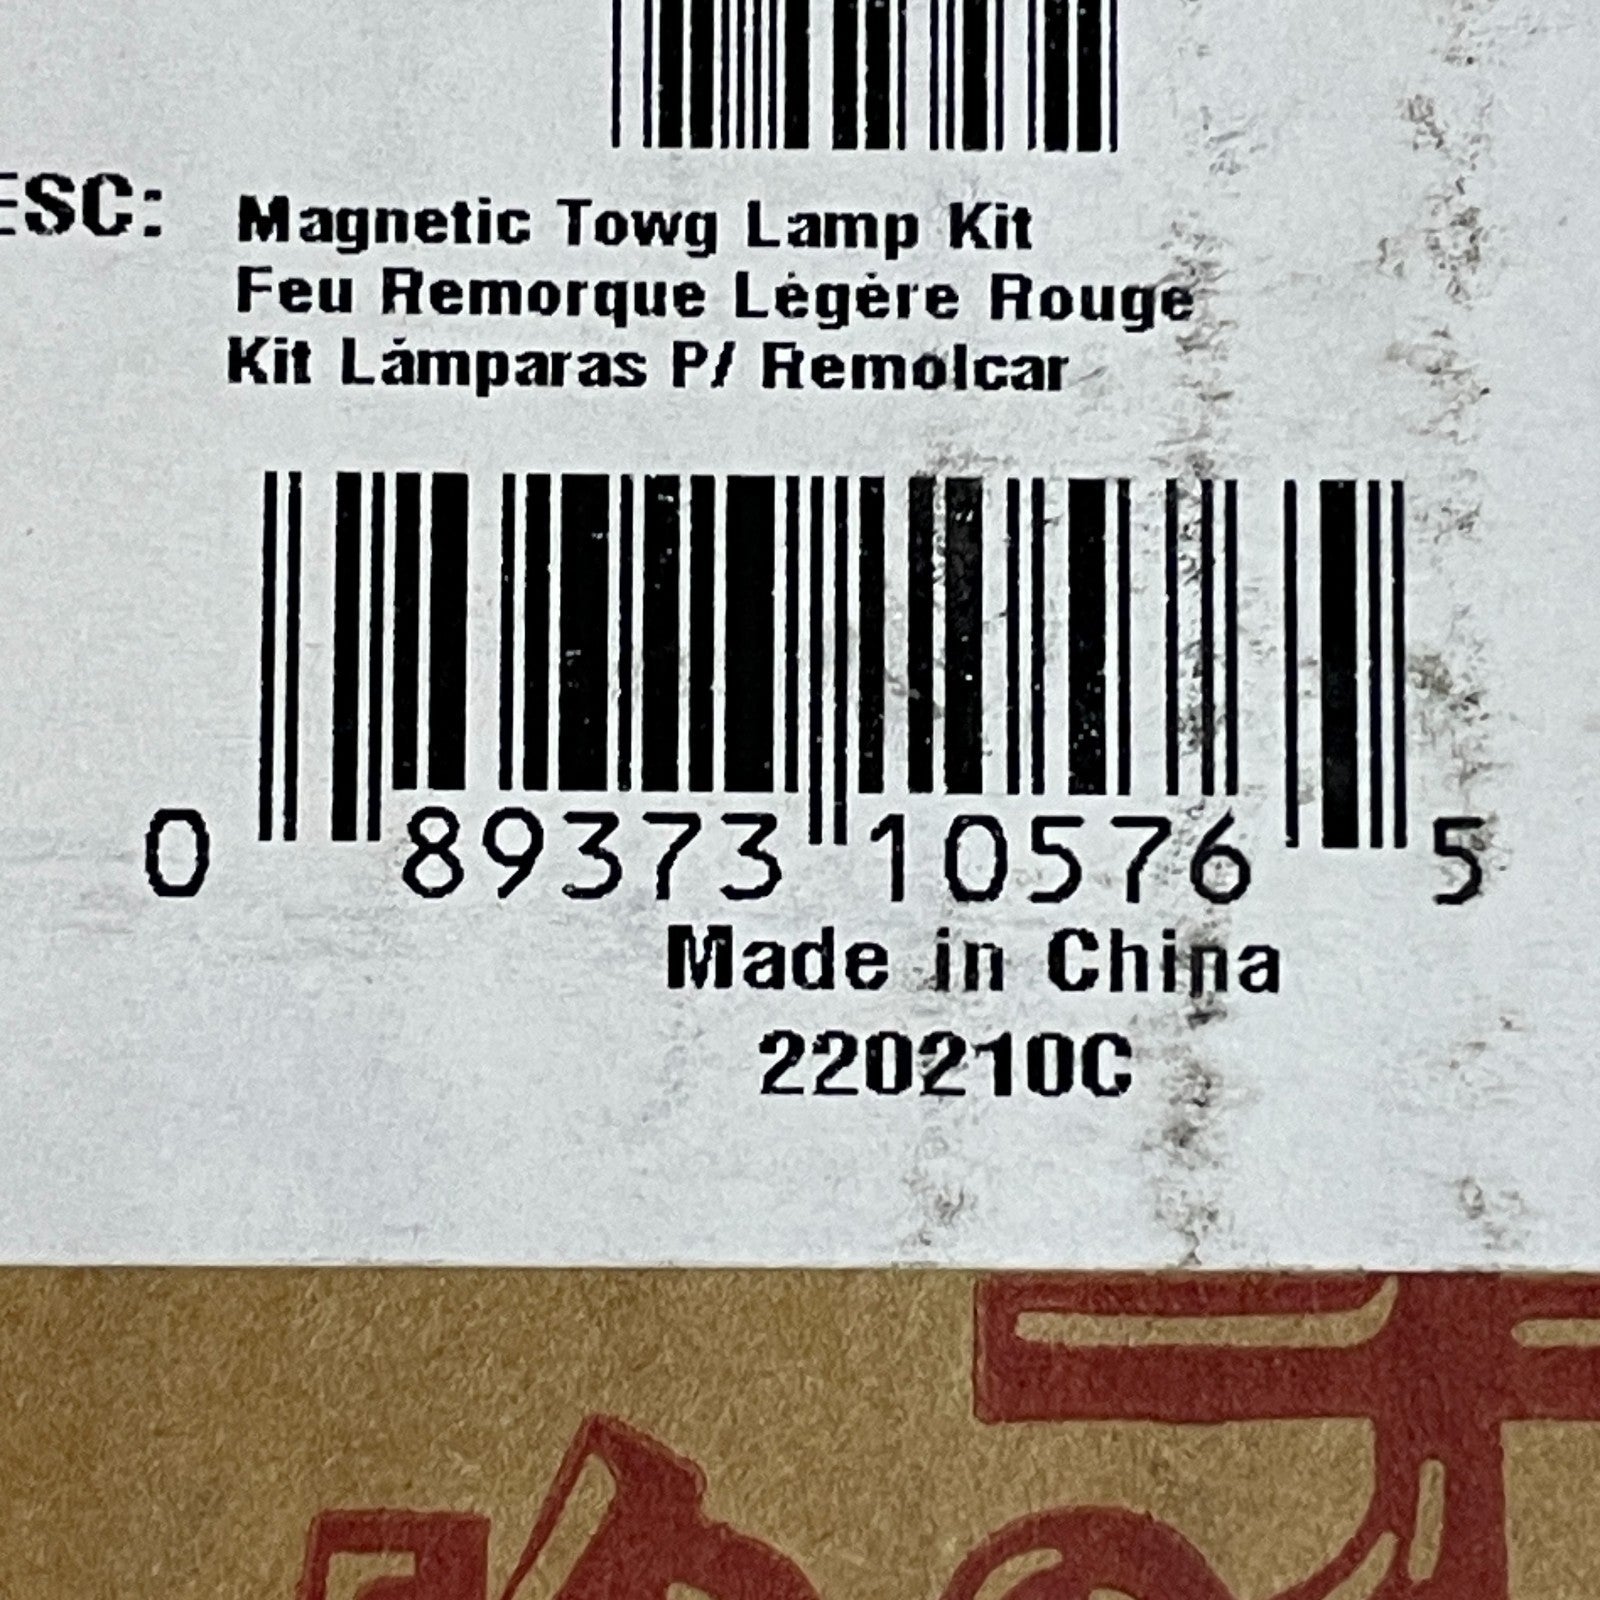 ESC: Magnetic Towg Lamp Kit
Feu Remorque Légère Rouge
Kit Lámparas P/ Remolcar
0 89373 10576 5
Made in China
220210C